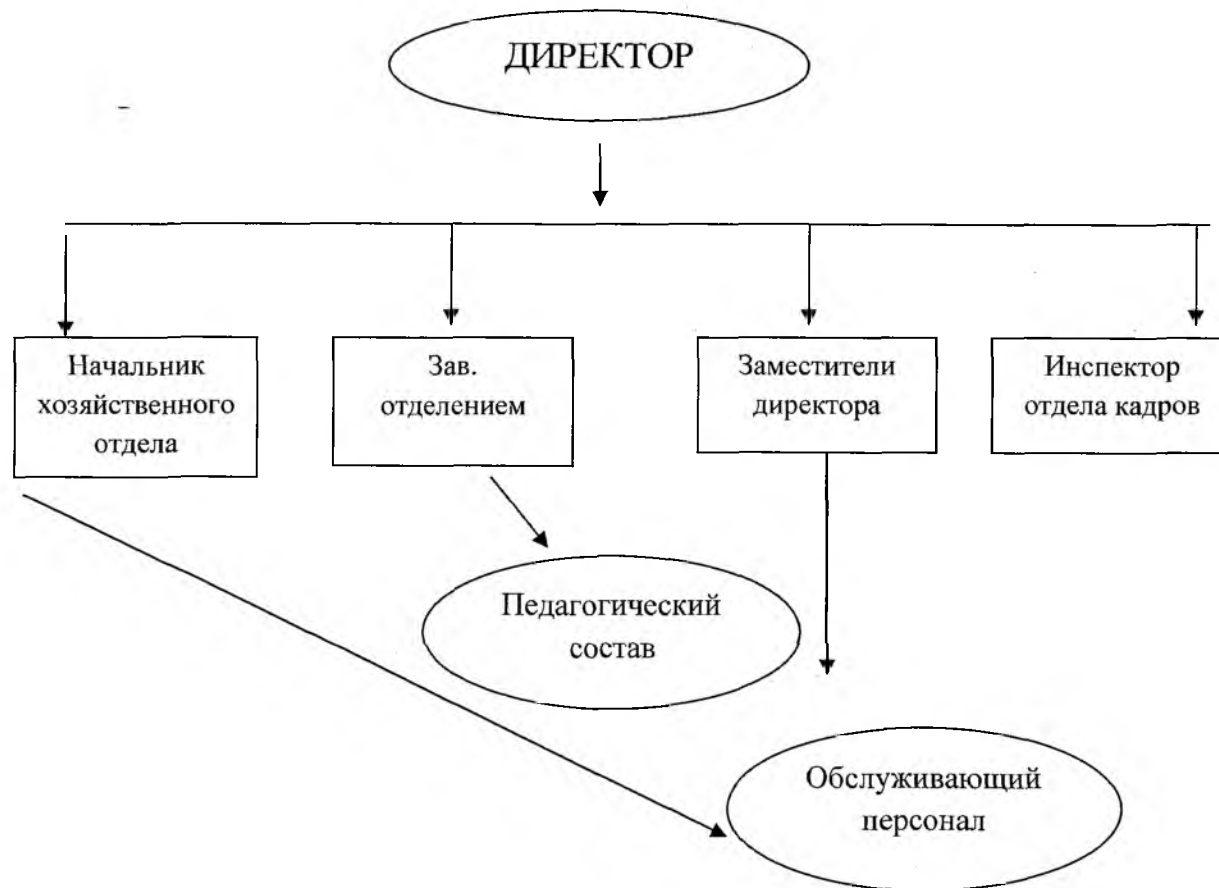 ДИРЕКТОР
Начальник
хозяйственного
отдела
Зав.
отделением
Заместители
директора
Инспектор
отдела кадров
Педагогический
состав
Обслуживающий
персонал